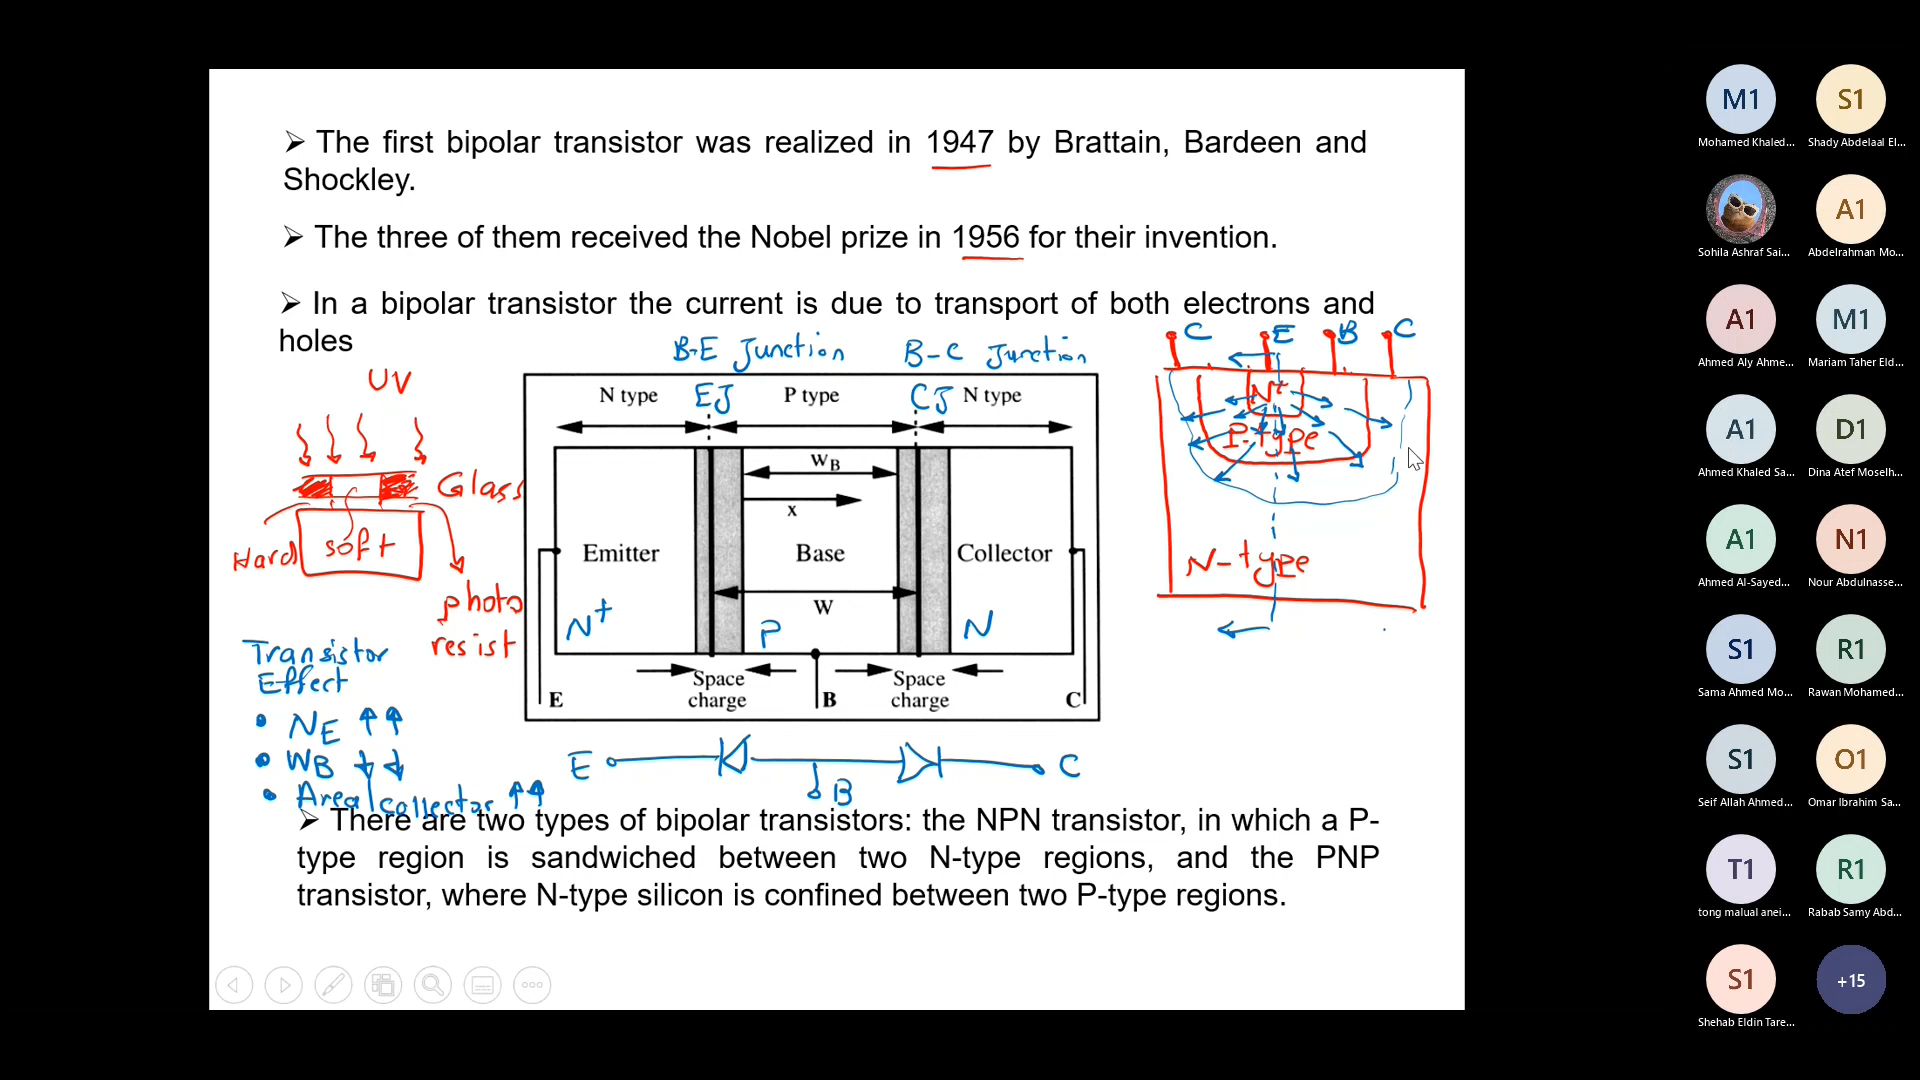 ➢ The first bipolar transistor was realized in 1947 by Brattain, Bardeen and
Shockley.
➢ The three of them received the Nobel prize in 1956 for their invention.
➢ In a bipolar transistor the current is due to transport of both electrons and
holes
B-E Junction
B-C Junction
UV
Glass
Hard
soft
photo
resist
N type
EJ
P type
CJ
N type
WB
x
Emitter
Base
Collector
W
N+
P
N
Space
charge
Space
charge
E
B
C
C
E
B
C
N+
P-type
N-type
Transistor
Effect
• NE ↑↑
• WB ↓↓
• Area/collector ↑↑
E
B
C
➢ There are two types of bipolar transistors: the NPN transistor, in which a P-
type region is sandwiched between two N-type regions, and the PNP
transistor, where N-type silicon is confined between two P-type regions.
M1
Mohamed Khaled...
S1
Shady Abdelaal El...
Sohila Ashraf Sai...
A1
Abdelrahman Mo...
A1
Ahmed Aly Ahme...
M1
Mariam Taher Eld...
A1
Ahmed Khaled Sa...
D1
Dina Atef Moselh...
A1
Ahmed Al-Sayed...
N1
Nour Abdulnasse...
S1
Sama Ahmed Mo...
R1
Rawan Mohamed...
S1
Seif Allah Ahmed...
O1
Omar Ibrahim Sa...
T1
tong malual anei...
R1
Rabab Samy Abd...
S1
Shehab Eldin Tare...
+15